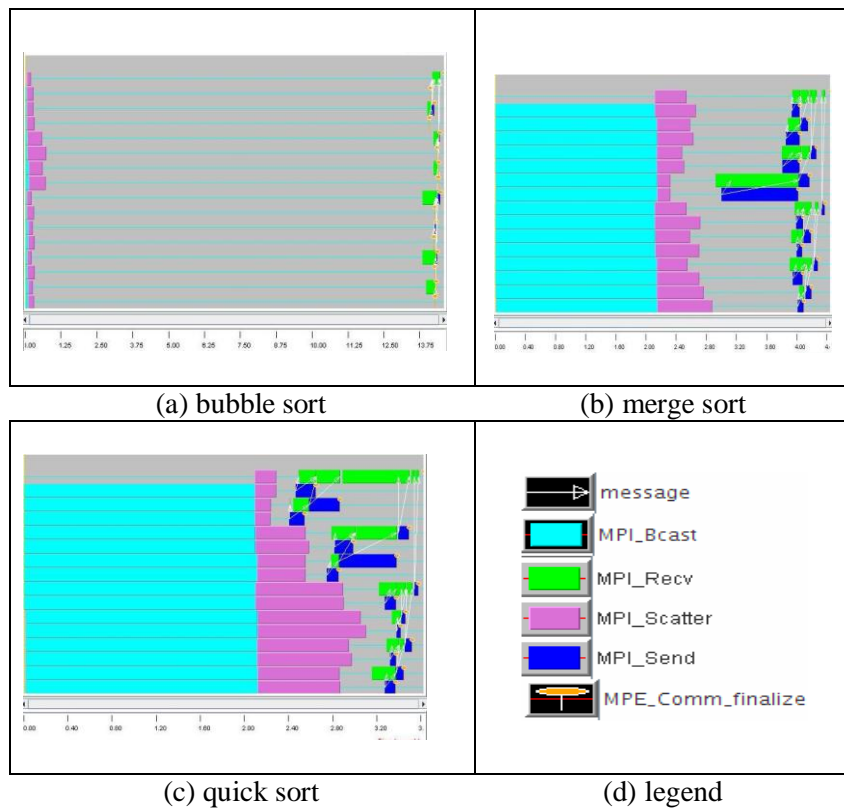 1.25 2.50 3.75 5.00 6.25 7.50 8.75 10.00 11.25 12.50 13.75
0.00 0.40 0.80 1.20 1.60 2.00 2.40 2.80 3.20 3.60 4.00
(a) bubble sort (b) merge sort
message
MPI_Bcast
MPI_Recv
MPI_Scatter
MPI_Send
MPE_Comm_finalize
0.00 0.40 0.80 1.20 1.60 2.00 2.40 2.80 3.20
(c) quick sort (d) legend